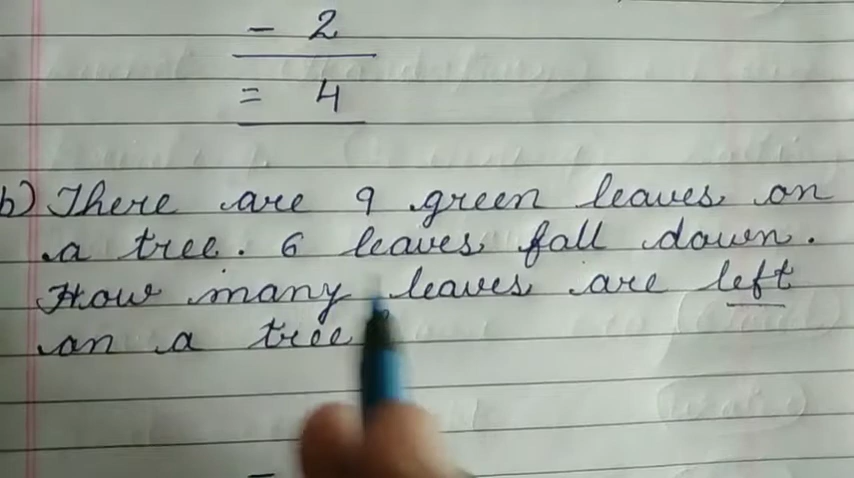 - 2
= 4
b) There are 9 green leaves on
a tree. 6 leaves fall down.
How many leaves are left
on a tree